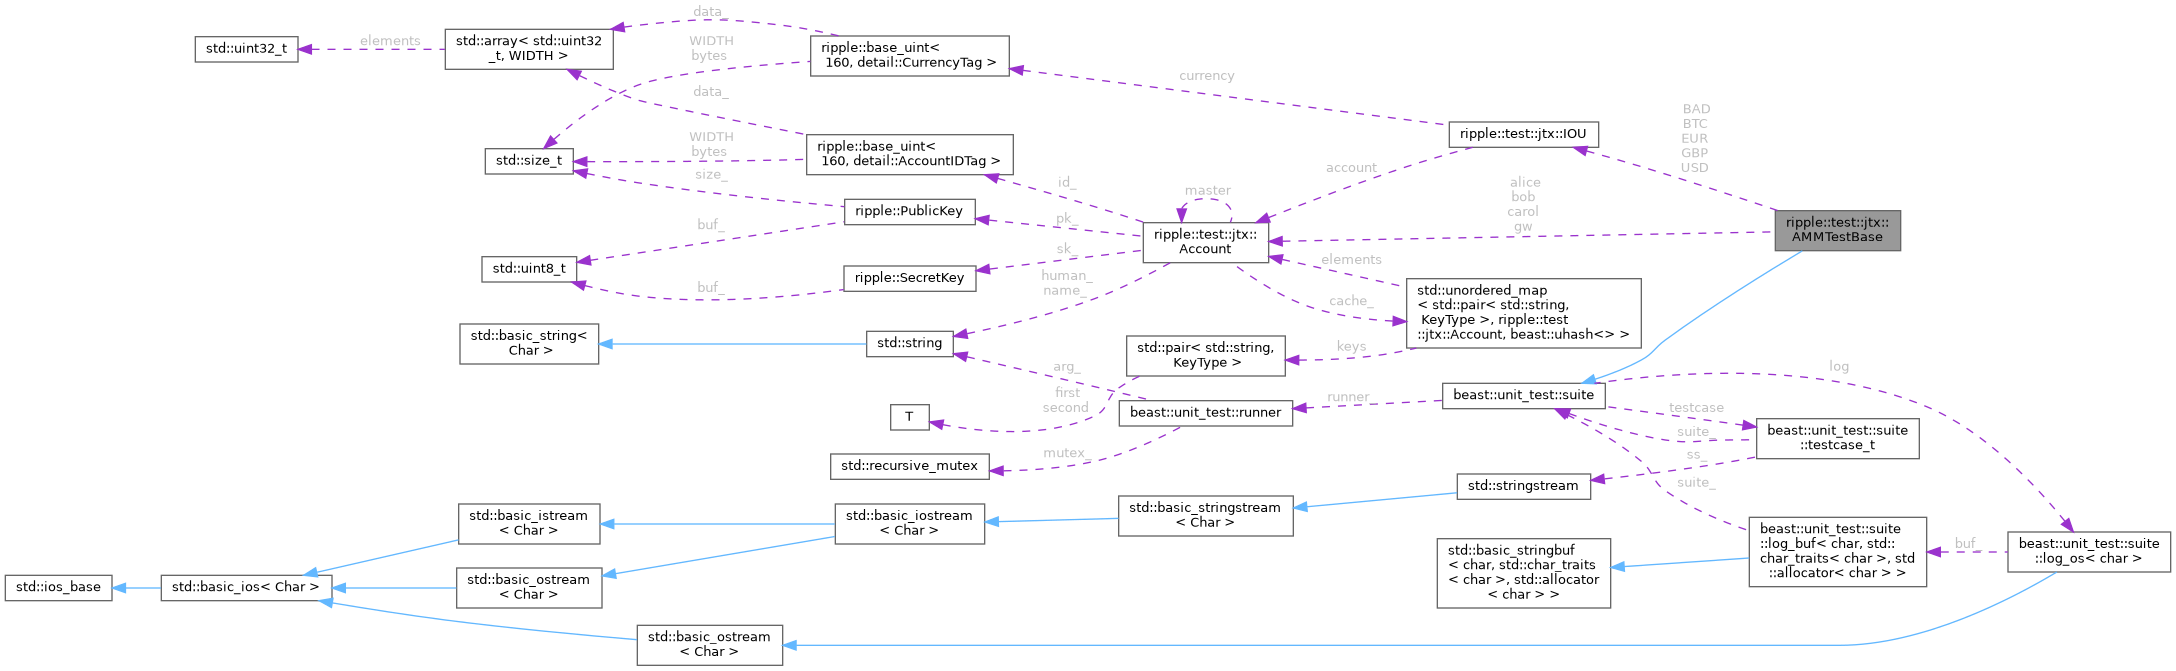 data_
std::uint32_t
elements
std::array< std::uint32
_t, WIDTH >
WIDTH
bytes
ripple::base_uint<
160, detail::CurrencyTag >
currency
data_
BAD
BTC
EUR
GBP
USD
ripple::test::jtx::IOU
WIDTH
bytes
ripple::base_uint<
160, detail::AccountIDTag >
std::size_t
size_
id_
master
account
alice
bob
carol
gw
ripple::PublicKey
pk_
buf_
ripple::test::jtx::
Account
ripple::test::jtx::
AMMTestBase
sk_
elements
std::uint8_t
buf_
ripple::SecretKey
human_
name_
cache_
std::unordered_map
< std::pair< std::string,
KeyType >, ripple::test
::jtx::Account, beast::uhash<> >
std::basic_string<
Char >
std::string
std::pair< std::string,
KeyType >
keys
arg_
log
first
second
T
beast::unit_test::runner
runner
beast::unit_test::suite
testcase
suite_
beast::unit_test::suite
::testcase_t
mutex_
std::recursive_mutex
ss_
suite_
std::stringstream
std::basic_istream
< Char >
std::basic_iostream
< Char >
std::basic_stringstream
< Char >
std::basic_stringbuf
< char, std::char_traits
< char >, std::allocator
< char > >
beast::unit_test::suite
::log_buf< char, std::
char_traits< char >, std
::allocator< char > >
buf_
beast::unit_test::suite
::log_os< char >
std::ios_base
std::basic_ios< Char >
std::basic_ostream
< Char >
std::basic_ostream
< Char >